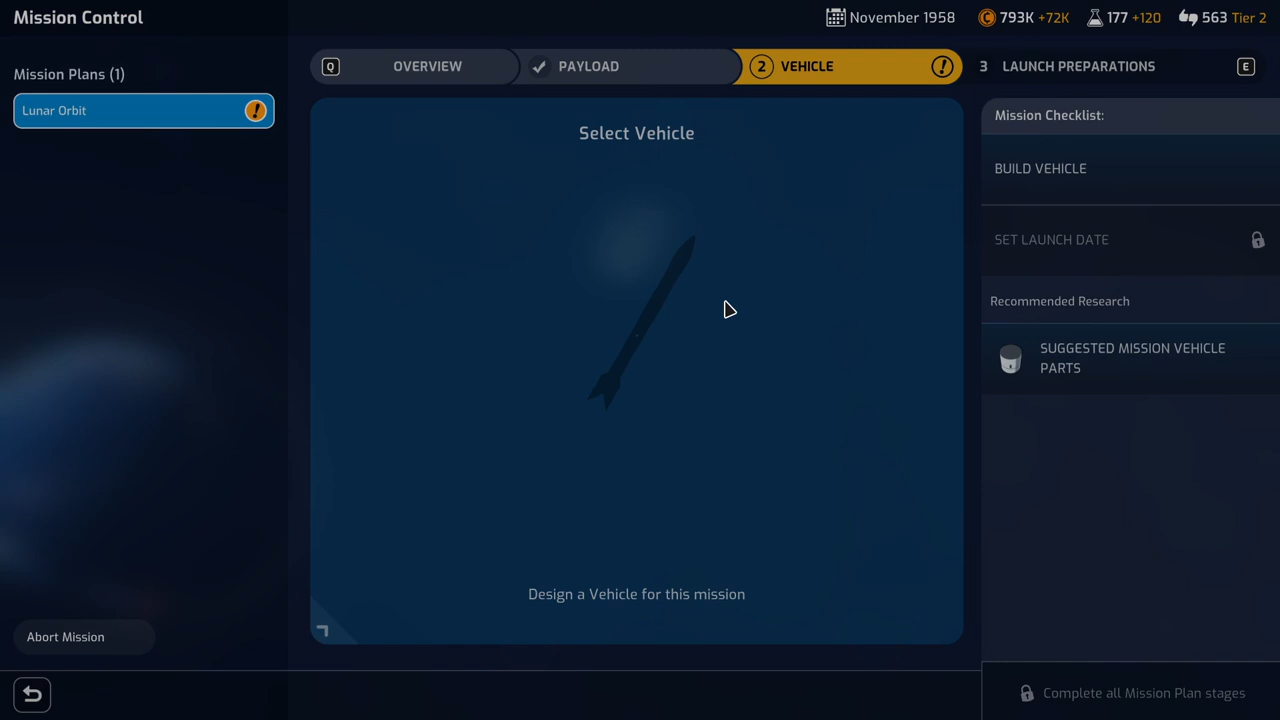 Mission Control
November 1958
793K +72K
177 +120
563 Tier 2
Mission Plans (1)
Lunar Orbit
Q OVERVIEW
PAYLOAD
2 VEHICLE
3 LAUNCH PREPARATIONS E
Select Vehicle
Design a Vehicle for this mission
Mission Checklist:
BUILD VEHICLE
SET LAUNCH DATE
Recommended Research
SUGGESTED MISSION VEHICLE
PARTS
Abort Mission
Complete all Mission Plan stages